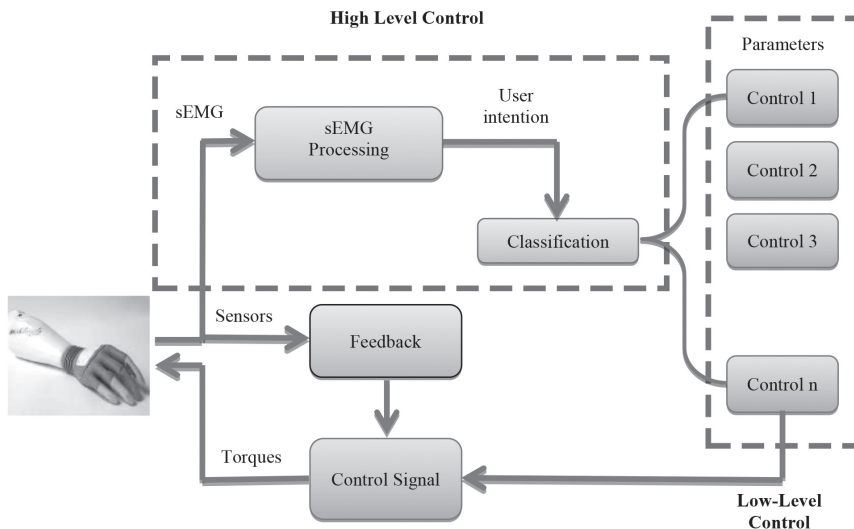 High Level Control
Parameters
sEMG
sEMG
Processing
User
intention
Classification
Control 1
Control 2
Control 3
Control n
Sensors
Feedback
Torques
Control Signal
Low-Level
Control